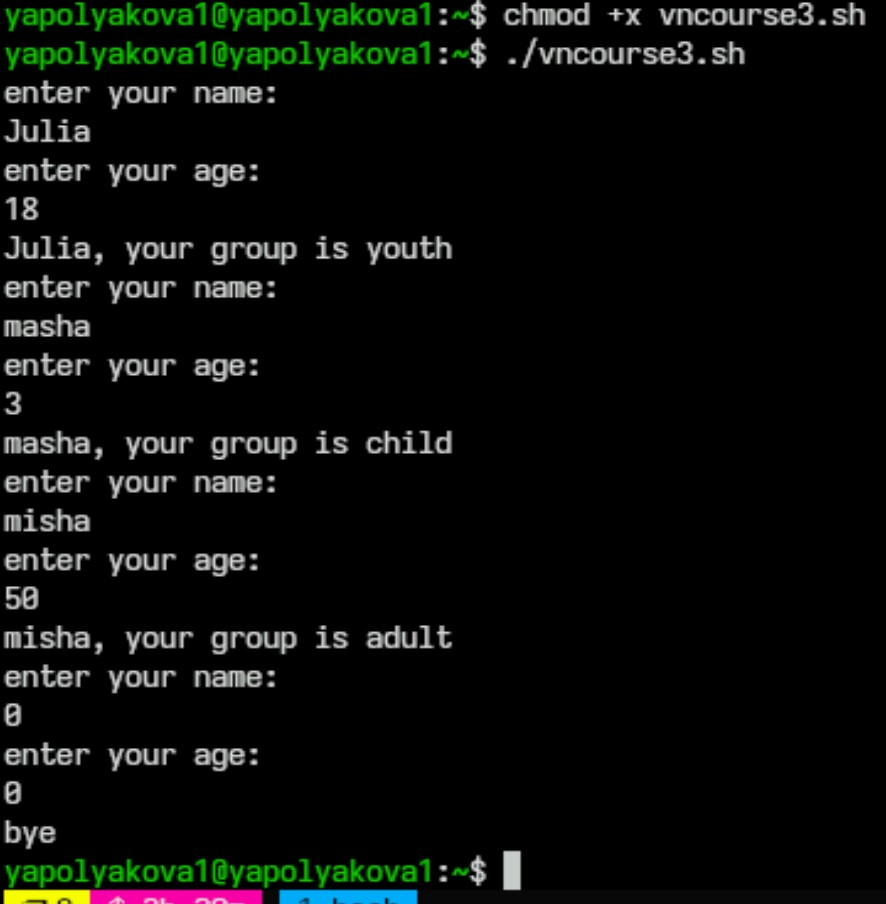 yapolyakova1@yapolyakova1:~$ chmod +x vncourse3.sh
yapolyakova1@yapolyakova1:~$ ./vncourse3.sh
enter your name:
Julia
enter your age:
18
Julia, your group is youth
enter your name:
masha
enter your age:
3
masha, your group is child
enter your name:
misha
enter your age:
50
misha, your group is adult
enter your name:
0
enter your age:
0
bye
yapolyakova1@yapolyakova1:~$